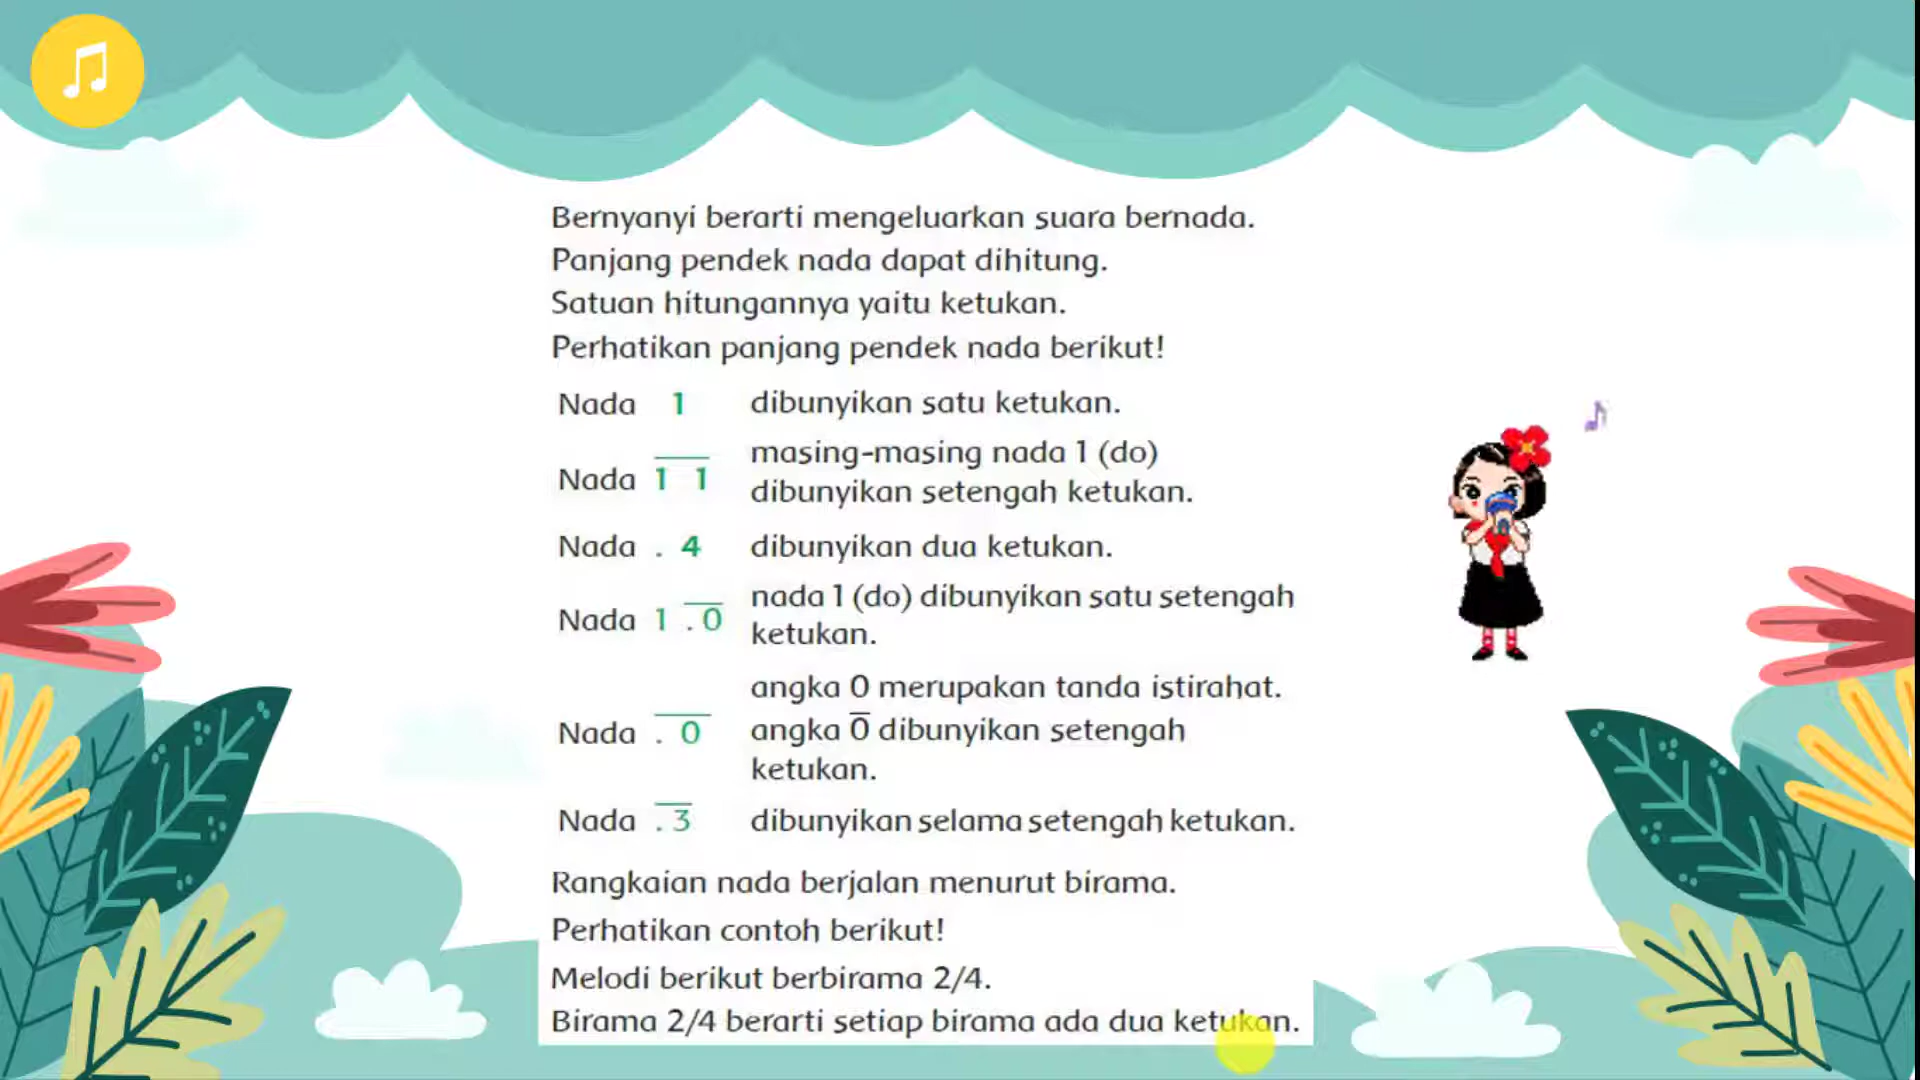 Bernyanyi berarti mengeluarkan suara bernada.
Panjang pendek nada dapat dihitung.
Satuan hitungannya yaitu ketukan.
Perhatikan panjang pendek nada berikut!
Nada 1 dibunyikan satu ketukan.
Nada 1̅ ̅1̅ masing-masing nada 1 (do)
dibunyikan setengah ketukan.
Nada . 4 dibunyikan dua ketukan.
Nada 1 .̅0̅ nada 1 (do) dibunyikan satu setengah
ketukan.
angka 0 merupakan tanda istirahat.
Nada .̅ ̅0̅ angka 0̅ dibunyikan setengah
ketukan.
Nada .̅3̅ dibunyikan selama setengah ketukan.
Rangkaian nada berjalan menurut birama.
Perhatikan contoh berikut!
Melodi berikut berbirama 2/4.
Birama 2/4 berarti setiap birama ada dua ketukan.